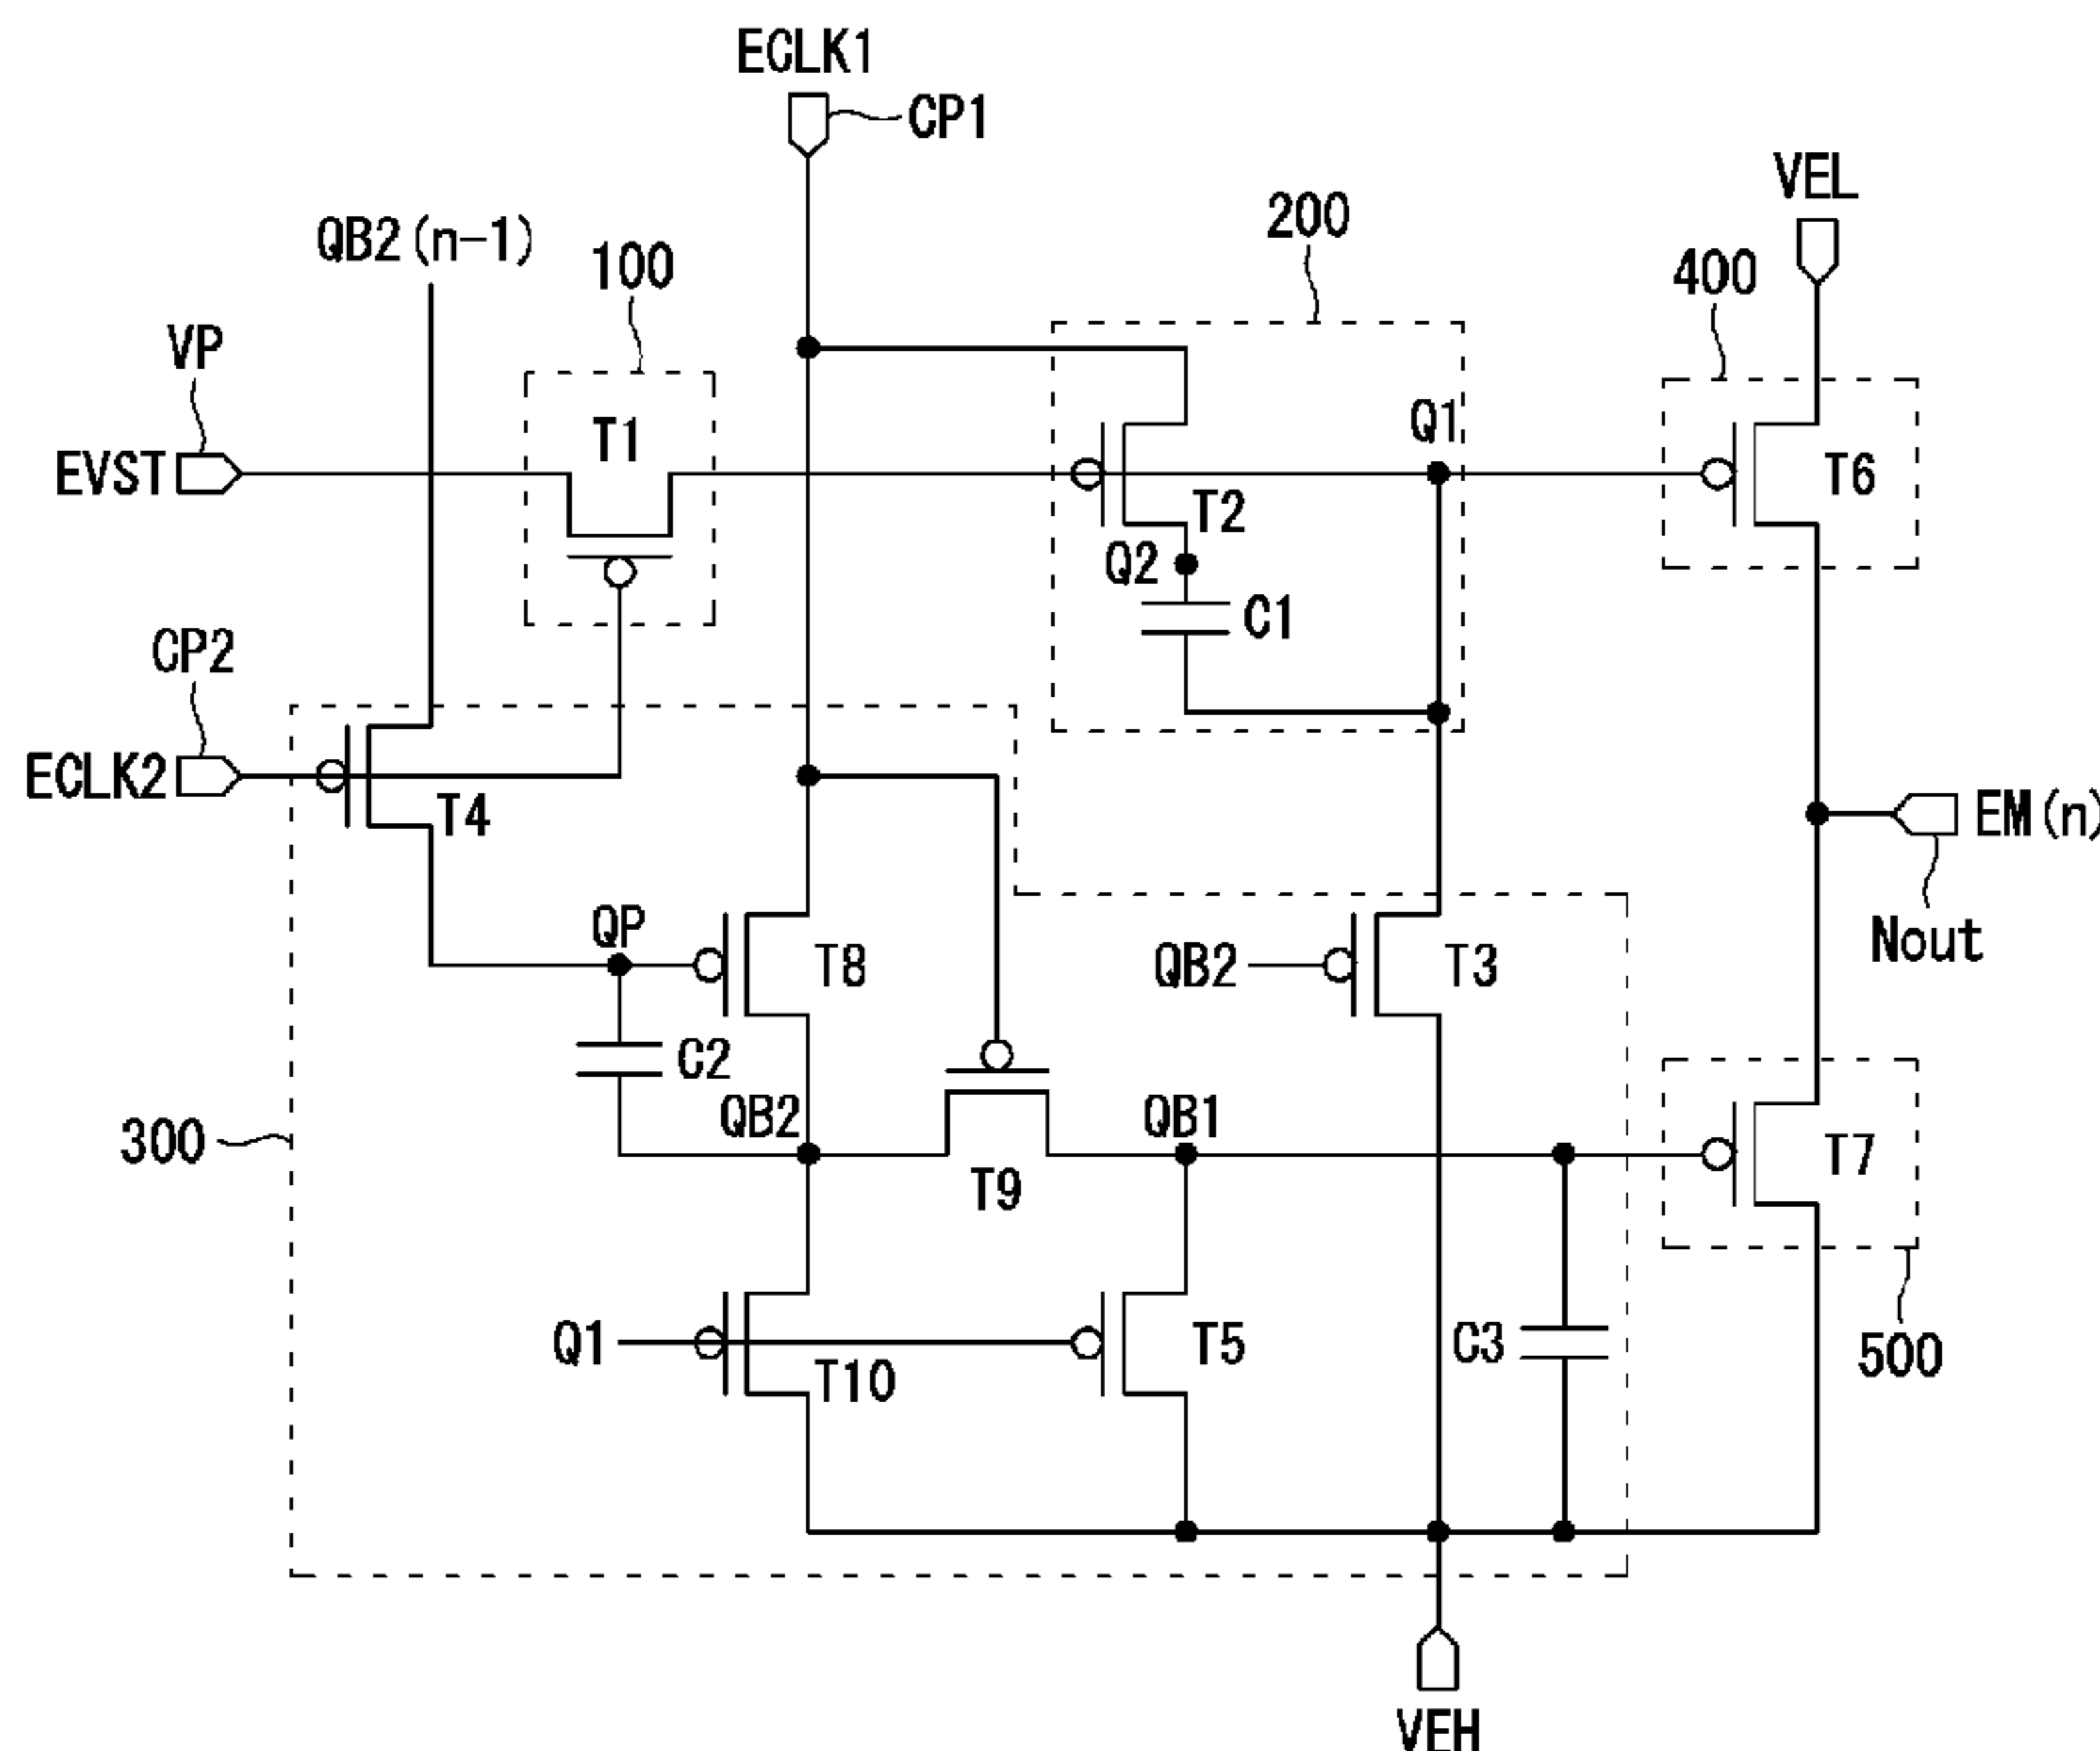 ECLK1
CP1
VEL
200
QB2(n-1)
100
400
VP
T1
Q1
EVST
T2
T6
Q2
C1
CP2
ECLK2
T4
EM(n)
QP
T8
QB2
T3
Nout
C2
QB2
QB1
300
T9
T7
Q1
T10
T5
C3
500
VEH